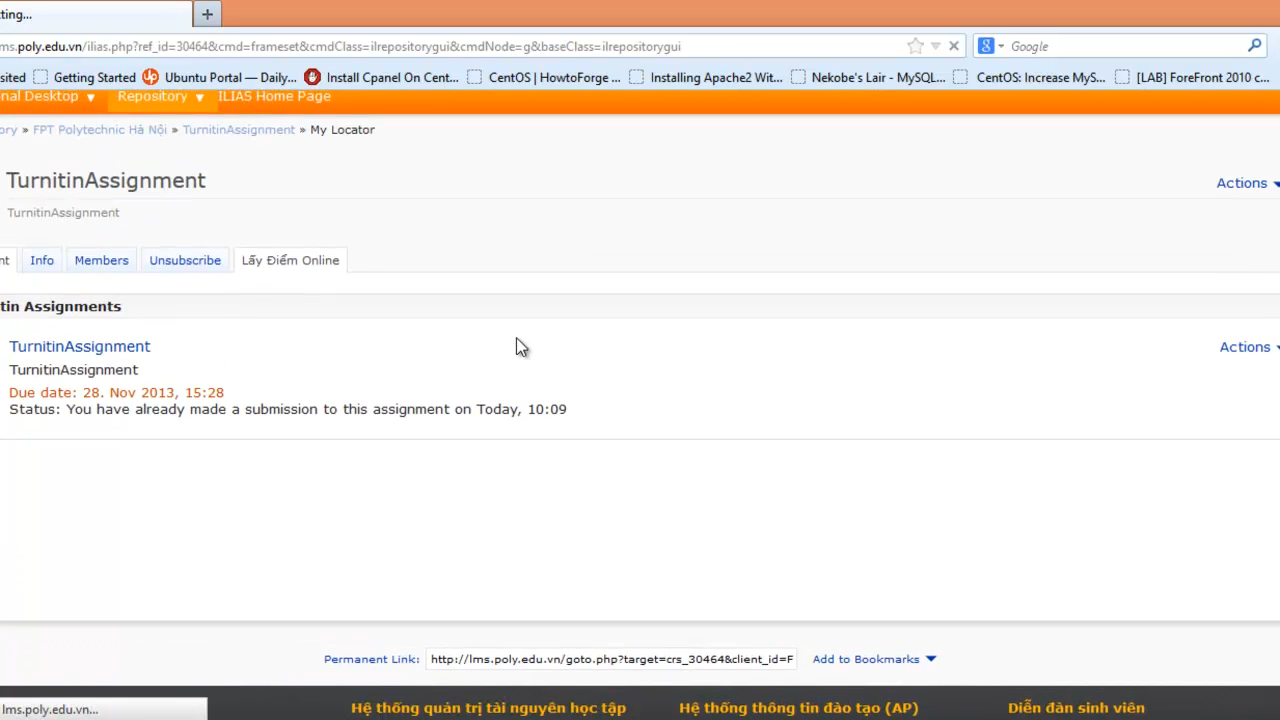 ting...
ms.poly.edu.vn/ilias.php?ref_id=30464&cmd=frameset&cmdClass=ilrepositorygui&cmdNode=g&baseClass=ilrepositorygui
Google
sited Getting Started Ubuntu Portal — Daily... Install Cpanel On Cent... CentOS | HowtoForge ... Installing Apache2 Wit... Nekobe's Lair - MySQL... CentOS: Increase MyS... [LAB] ForeFront 2010 c...
nal Desktop Repository ILIAS Home Page
ory » FPT Polytechnic Hà Nội » TurnitinAssignment » My Locator
TurnitinAssignment
Actions
TurnitinAssignment
nt Info Members Unsubscribe Lấy Điểm Online
tin Assignments
TurnitinAssignment
Actions
TurnitinAssignment
Due date: 28. Nov 2013, 15:28
Status: You have already made a submission to this assignment on Today, 10:09
Permanent Link: http://lms.poly.edu.vn/goto.php?target=crs_30464&client_id=F Add to Bookmarks
lms.poly.edu.vn...
Hệ thống quản trị tài nguyên học tập Hệ thống thông tin đào tạo (AP) Diễn đàn sinh viên